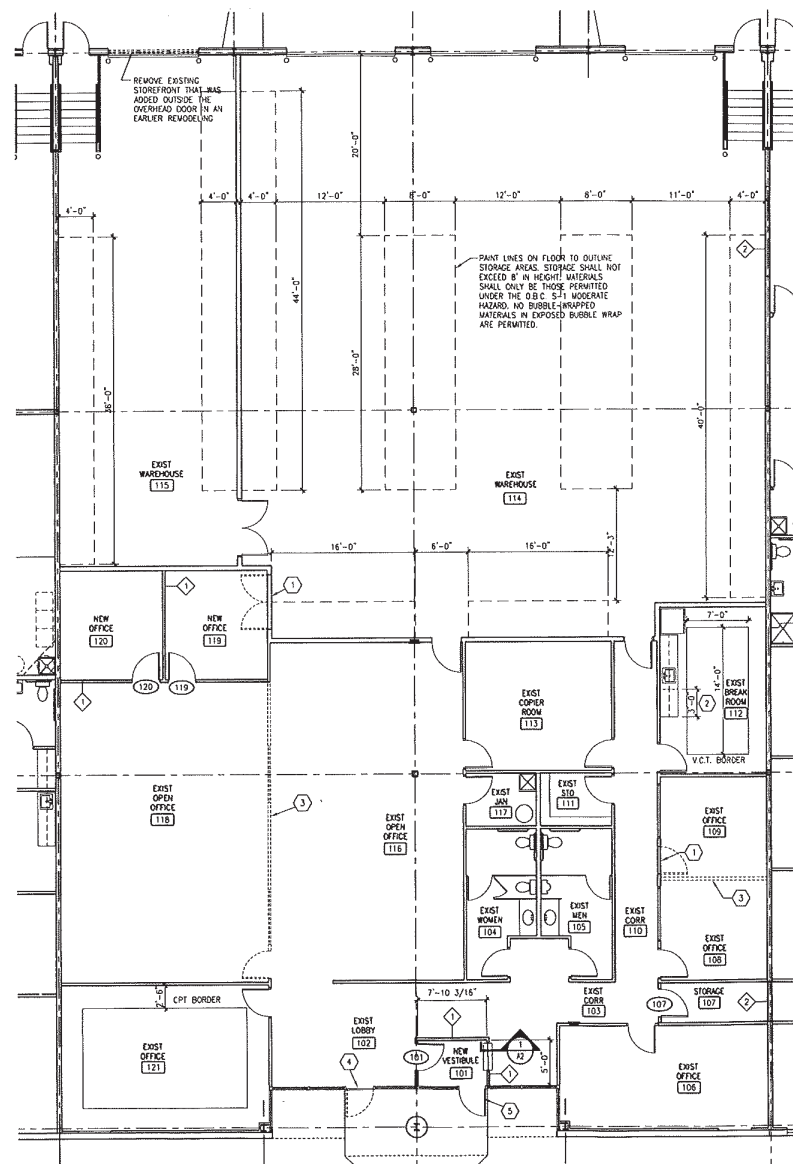 REMOVE EXISTING
STOREFRONT THAT WAS
ADDED OUTSIDE THE
OVERHEAD DOOR IN AN
EARLIER REMODELING
20'-0"
4'-0"
4'-0"
4'-0"
12'-0"
8'-0"
12'-0"
8'-0"
11'-0"
4'-0"
2
PAINT LINES ON FLOOR TO OUTLINE
STORAGE AREAS. STORAGE SHALL NOT
EXCEED 8' IN HEIGHT. MATERIALS
SHALL ONLY BE THOSE PERMITTED
UNDER THE O.B.C. S-1 MODERATE
HAZARD. NO BUBBLE-WRAPPED
MATERIALS IN EXPOSED BUBBLE WRAP
ARE PERMITTED.
44'-0"
28'-0"
36'-0"
40'-0"
EXIST
WAREHOUSE
115
EXIST
WAREHOUSE
114
16'-0"
6'-0"
16'-0"
12'-3"
1
1
NEW
OFFICE
120
NEW
OFFICE
119
7'-0"
14'-0"
3'-0"
2
EXIST
BREAK
ROOM
112
V.C.T. BORDER
120
119
1
EXIST
COPIER
ROOM
113
EXIST
OPEN
OFFICE
118
3
EXIST
OPEN
OFFICE
116
EXIST
JAN
117
EXIST
STO
111
EXIST
OFFICE
109
1
3
EXIST
WOMEN
104
EXIST
MEN
105
EXIST
CORR
110
EXIST
OFFICE
108
2'-6"
CPT BORDER
7'-10 3/16"
EXIST
CORR
103
107
STORAGE
107
2
EXIST
OFFICE
121
EXIST
LOBBY
102
1
101
NEW
VESTIBULE
101
1
A2
5'-0"
1
4
5
EXIST
OFFICE
106